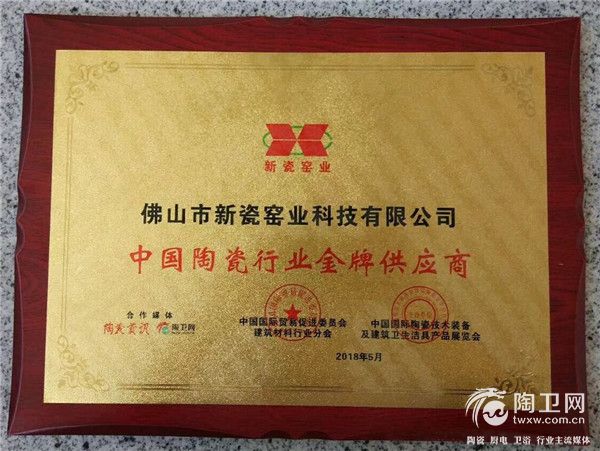 新瓷窑业
佛山市新瓷窑业科技有限公司
中国陶瓷行业金牌供应商
合作媒体
陶瓷资讯 陶卫网
中国国际贸易促进委员会
建筑材料行业分会
中国国际陶瓷技术装备
及建筑卫生洁具产品展览会
2018年5月
陶卫网
www.twxw.com
陶瓷 厨电 卫浴 行业主流媒体